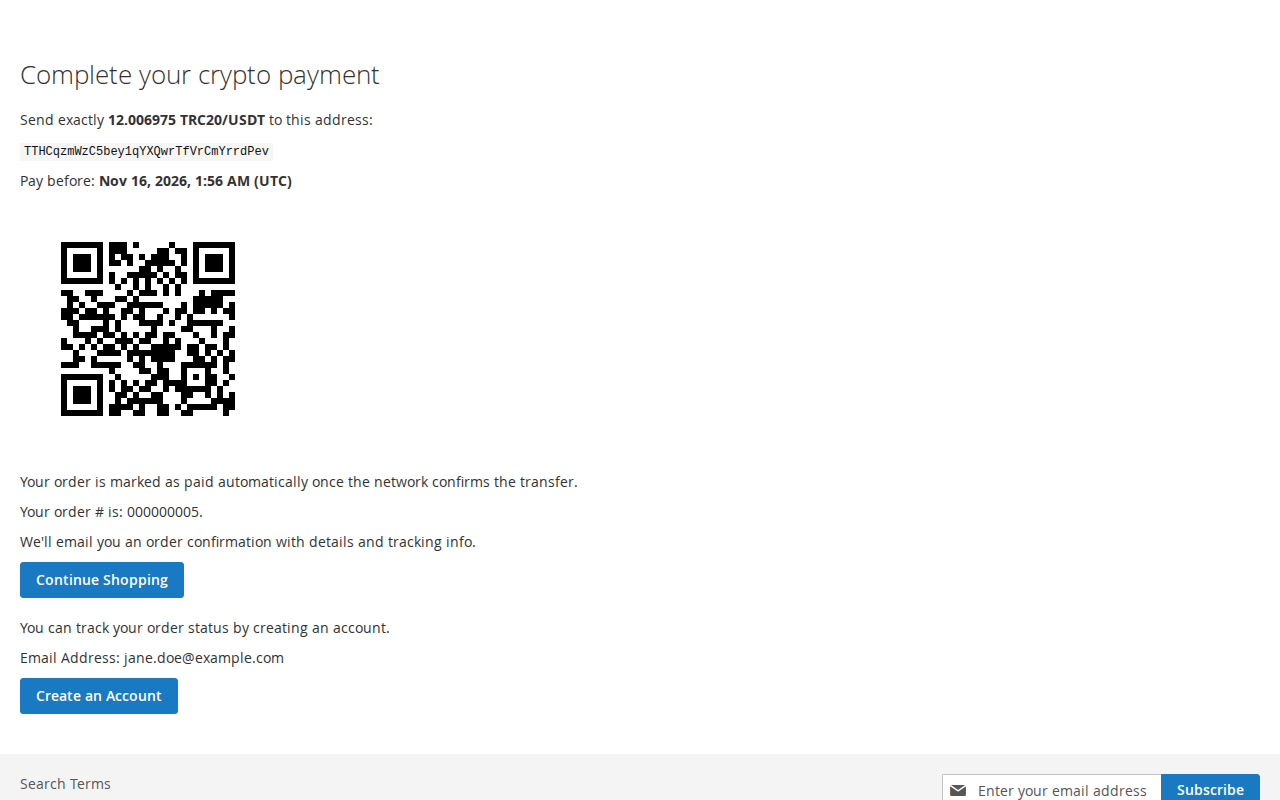 Complete your crypto payment
Send exactly 12.006975 TRC20/USDT to this address:
TTHCqzmWzC5bey1qYXQwrTfVrCmYrrdPev
Pay before: Nov 16, 2026, 1:56 AM (UTC)
Your order is marked as paid automatically once the network confirms the transfer.
Your order # is: 000000005.
We'll email you an order confirmation with details and tracking info.
Continue Shopping
You can track your order status by creating an account.
Email Address: jane.doe@example.com
Create an Account
Search Terms
Enter your email address
Subscribe